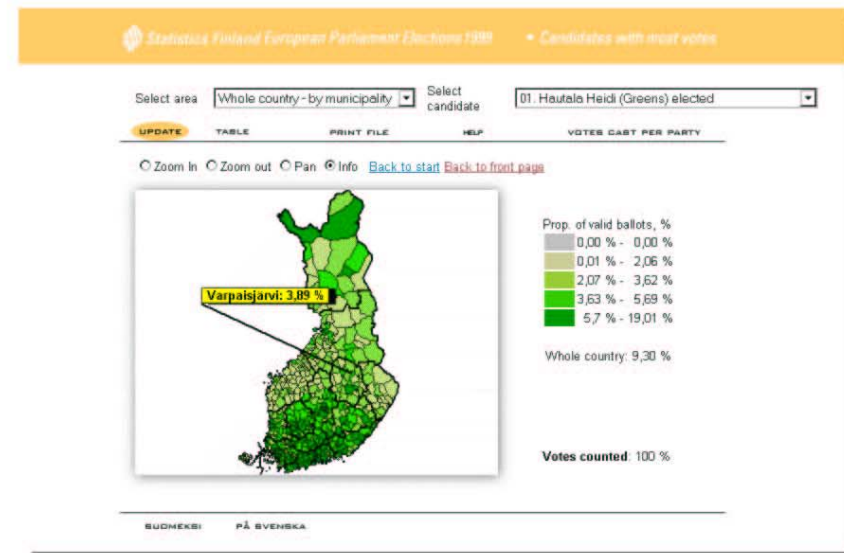 Statistics Finland European Parliament Elections 1999 • Candidates with most votes
Select area Whole country - by municipality Select candidate 01. Hautala Heidi (Greens) elected
UPDATE TABLE PRINT FILE HELP VOTES CAST PER PARTY
Zoom In Zoom out Pan Info Back to start Back to front page
Prop. of valid ballots, %
0,00 % - 0,00 %
0,01 % - 2,06 %
2,07 % - 3,62 %
3,63 % - 5,69 %
5,7 % - 19,01 %
Varpaisjärvi: 3,89 %
Whole country: 9,30 %
Votes counted: 100 %
SUOMEKSI PÅ SVENSKA